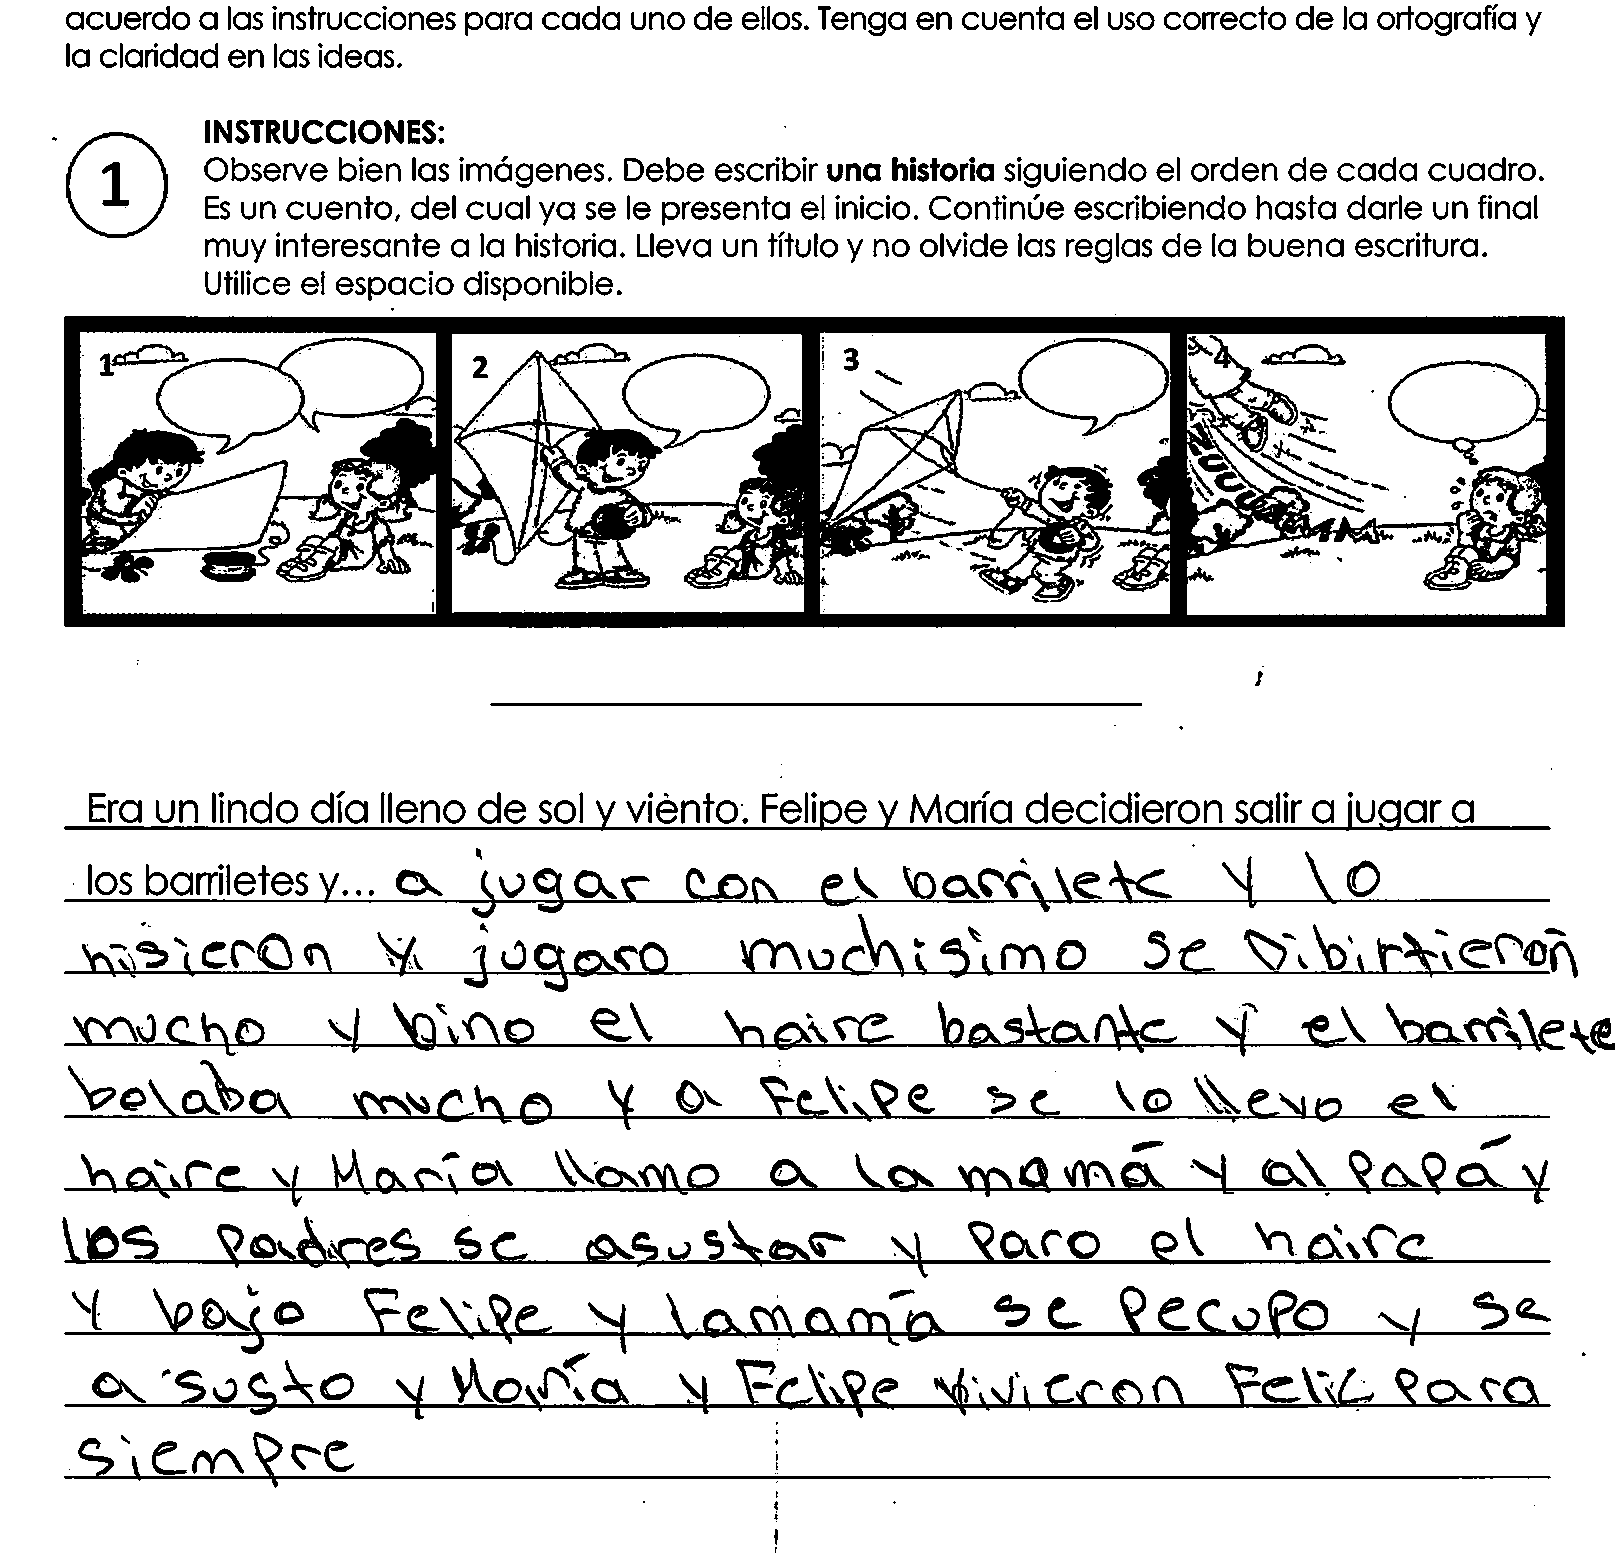 acuerdo a las instrucciones para cada uno de ellos. Tenga en cuenta el uso correcto de la ortografía y
la claridad en las ideas.
1
INSTRUCCIONES:
Observe bien las imágenes. Debe escribir una historia siguiendo el orden de cada cuadro.
Es un cuento, del cual ya se le presenta el inicio. Continúe escribiendo hasta darle un final
muy interesante a la historia. Lleva un título y no olvide las reglas de la buena escritura.
Utilice el espacio disponible.
1 2 3 4
ZUUUU
Era un lindo día lleno de sol y viento. Felipe y María decidieron salir a jugar a
los barriletes y... a jugar con el barrilete y lo
hisieron y jugaro muchisimo se Dibirtieron
mucho y bino el haire bastante y el barrilete
bolaba mucho y a Felipe se lo llevo el
haire y María llamo a la mamá y al Papá y
los Padres se asustar y Paro el haire
y bajo Felipe y la mamá se Pecupo y se
a susto y María y Felipe vivieron Feliz Para
siempre